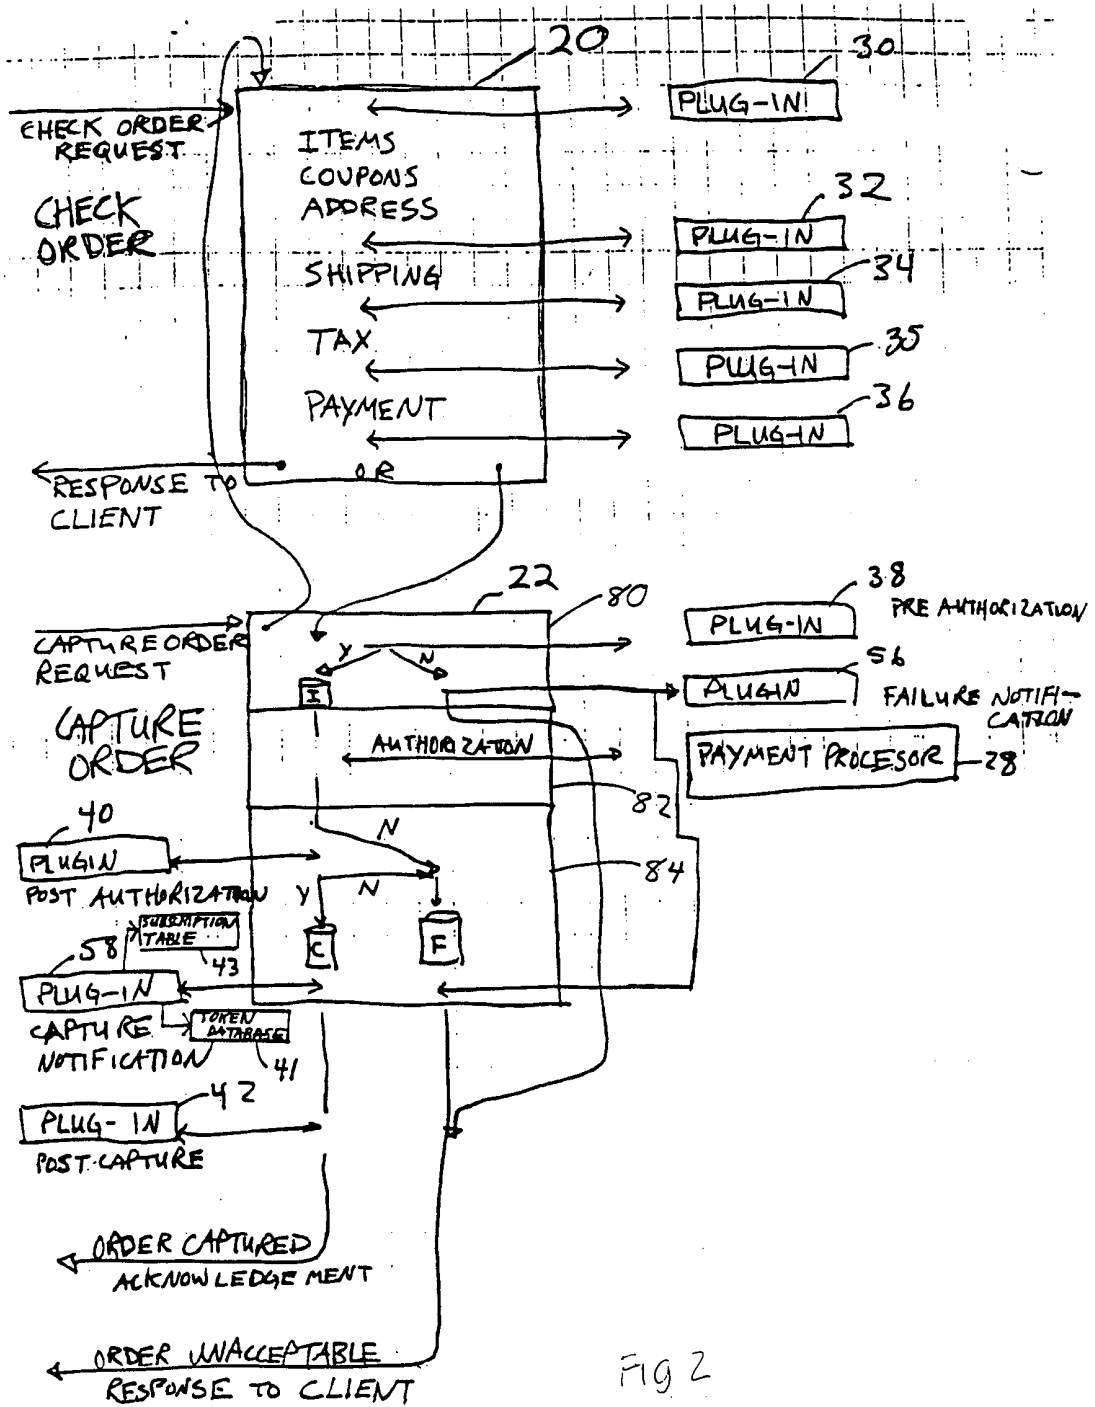 20
30
PLUG-IN
CHECK ORDER
REQUEST
ITEMS
COUPONS
ADDRESS
CHECK
ORDER
32
PLUG-IN
SHIPPING
34
PLUG-IN
TAX
35
PLUG-IN
PAYMENT
36
PLUG-IN
OR
RESPONSE TO
CLIENT
22
80
38
PLUG-IN
PRE AUTHORIZATION
CAPTURE ORDER
REQUEST
Y
N
I
56
PLUGIN
FAILURE NOTIFI-
CATION
CAPTURE
ORDER
AUTHORIZATION
PAYMENT PROCESOR
28
82
40
PLUGIN
POST AUTHORIZATION
N
84
Y
N
C
F
SUBSCRIPTION
TABLE
43
58
PLUG-IN
CAPTURE
NOTIFICATION
TOKEN
DATABASE
41
42
PLUG-IN
POST-CAPTURE
ORDER CAPTURED
ACKNOWLEDGEMENT
ORDER UNACCEPTABLE
RESPONSE TO CLIENT
Fig 2